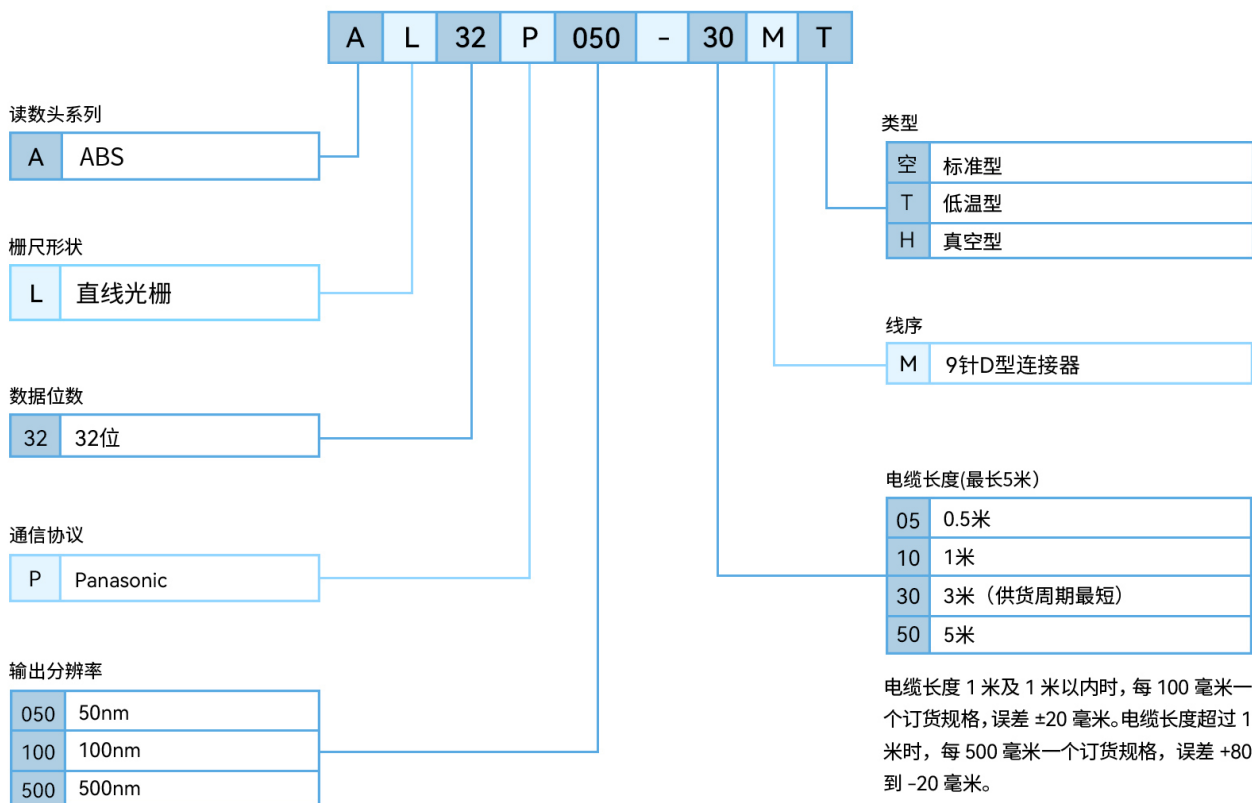 A L 32 P 050 - 30 M T
读数头系列
A ABS
栅尺形状
L 直线光栅
数据位数
32 32位
通信协议
P Panasonic
输出分辨率
050 50nm
100 100nm
500 500nm
类型
空 标准型
T 低温型
H 真空型
线序
M 9针D型连接器
电缆长度(最长5米）
05 0.5米
10 1米
30 3米（供货周期最短）
50 5米
电缆长度 1 米及 1 米以内时，每 100 毫米一
个订货规格，误差 ±20 毫米。电缆长度超过 1
米时，每 500 毫米一个订货规格，误差 +80
到 -20 毫米。